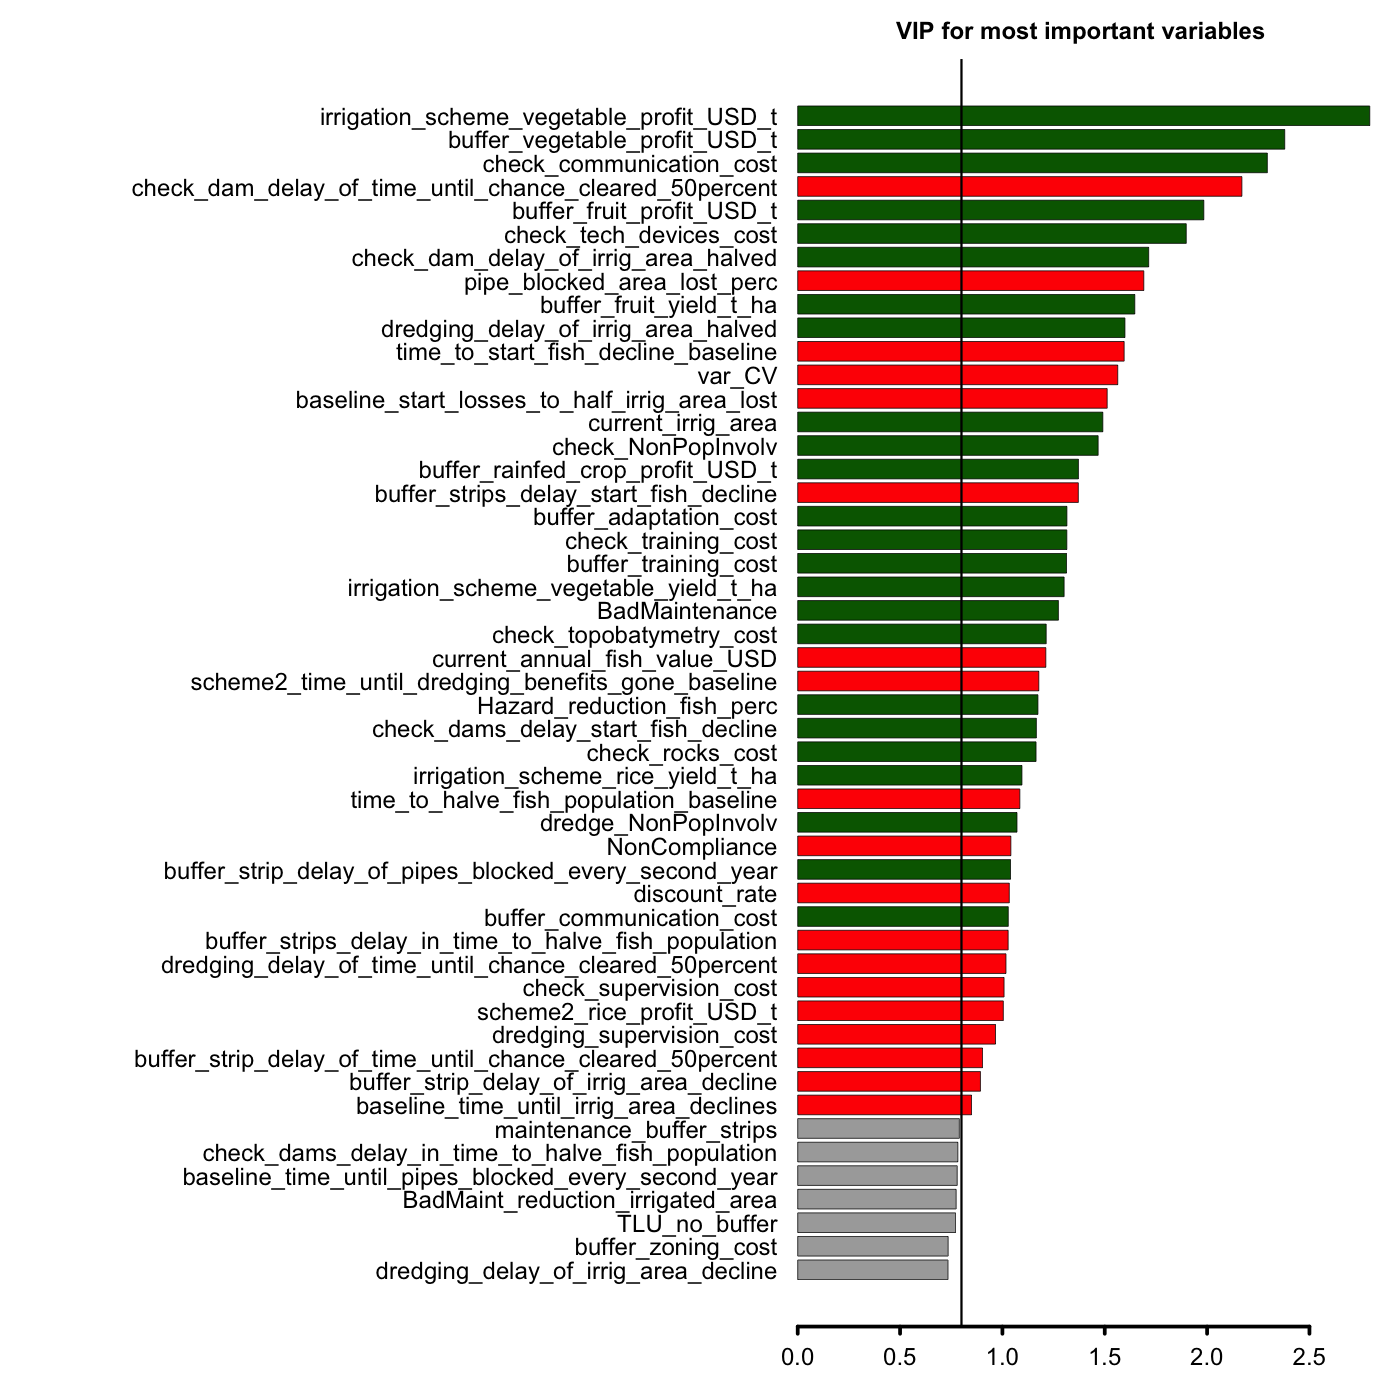 VIP for most important variables
irrigation_scheme_vegetable_profit_USD_t
buffer_vegetable_profit_USD_t
check_communication_cost
check_dam_delay_of_time_until_chance_cleared_50percent
buffer_fruit_profit_USD_t
check_tech_devices_cost
check_dam_delay_of_irrig_area_halved
pipe_blocked_area_lost_perc
buffer_fruit_yield_t_ha
dredging_delay_of_irrig_area_halved
time_to_start_fish_decline_baseline
var_CV
baseline_start_losses_to_half_irrig_area_lost
current_irrig_area
check_NonPopInvolv
buffer_rainfed_crop_profit_USD_t
buffer_strips_delay_start_fish_decline
buffer_adaptation_cost
check_training_cost
buffer_training_cost
irrigation_scheme_vegetable_yield_t_ha
BadMaintenance
check_topobatymetry_cost
current_annual_fish_value_USD
scheme2_time_until_dredging_benefits_gone_baseline
Hazard_reduction_fish_perc
check_dams_delay_start_fish_decline
check_rocks_cost
irrigation_scheme_rice_yield_t_ha
time_to_halve_fish_population_baseline
dredge_NonPopInvolv
NonCompliance
buffer_strip_delay_of_pipes_blocked_every_second_year
discount_rate
buffer_communication_cost
buffer_strips_delay_in_time_to_halve_fish_population
dredging_delay_of_time_until_chance_cleared_50percent
check_supervision_cost
scheme2_rice_profit_USD_t
dredging_supervision_cost
buffer_strip_delay_of_time_until_chance_cleared_50percent
buffer_strip_delay_of_irrig_area_decline
baseline_time_until_irrig_area_declines
maintenance_buffer_strips
check_dams_delay_in_time_to_halve_fish_population
baseline_time_until_pipes_blocked_every_second_year
BadMaint_reduction_irrigated_area
TLU_no_buffer
buffer_zoning_cost
dredging_delay_of_irrig_area_decline
0.0 0.5 1.0 1.5 2.0 2.5